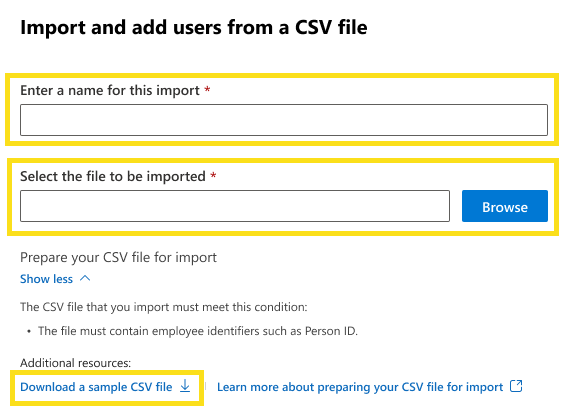 Import and add users from a CSV file
Enter a name for this import *
Select the file to be imported *
Browse
Prepare your CSV file for import
Show less
The CSV file that you import must meet this condition:
• The file must contain employee identifiers such as Person ID.
Additional resources:
Download a sample CSV file | Learn more about preparing your CSV file for import